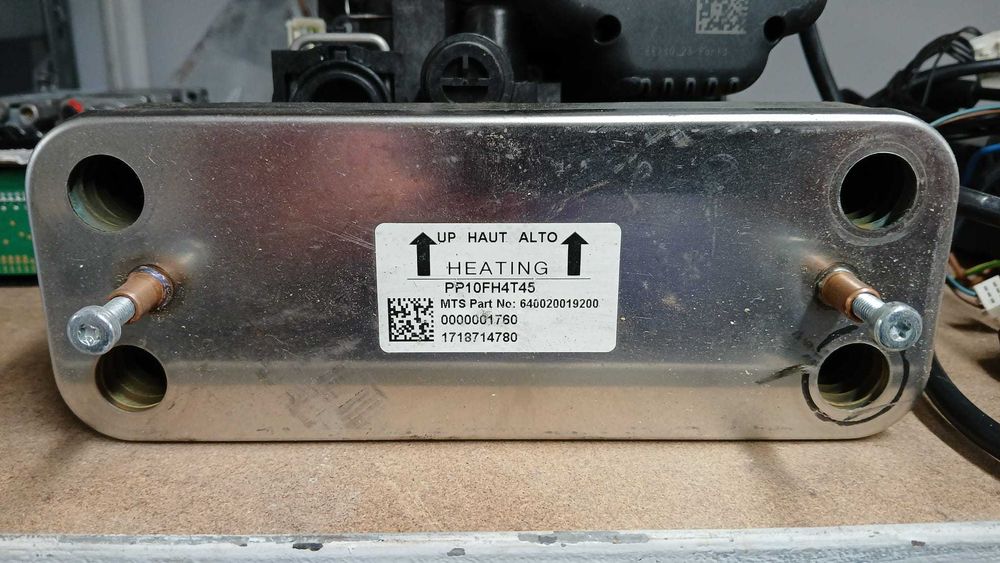 UP HAUT ALTO
HEATING
PP10FH4T45
MTS Part No: 640020019200
0000001760
1718714780